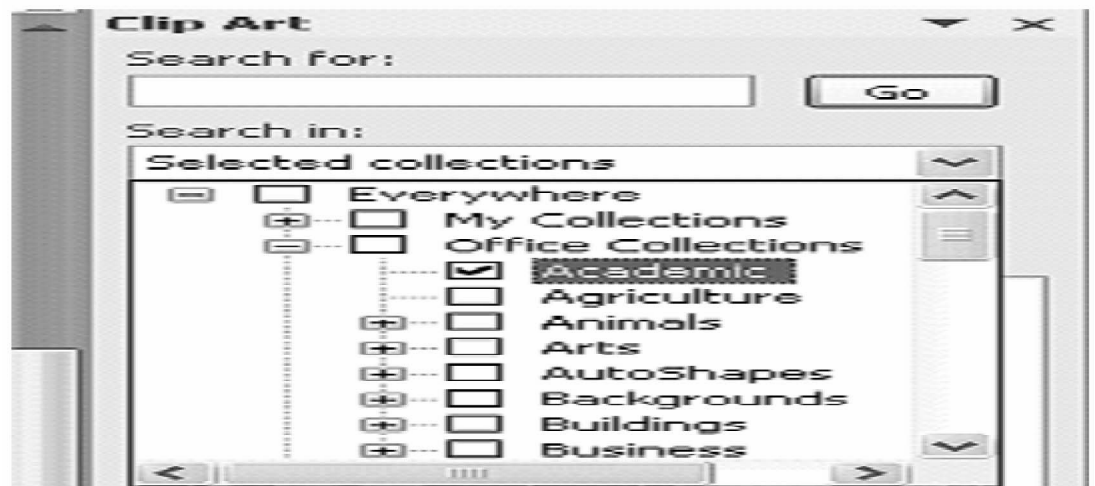 Clip Art
Search for:
Go
Search in:
Selected collections
Everywhere
My Collections
Office Collections
Academic
Agriculture
Animals
Arts
AutoShapes
Backgrounds
Buildings
Business